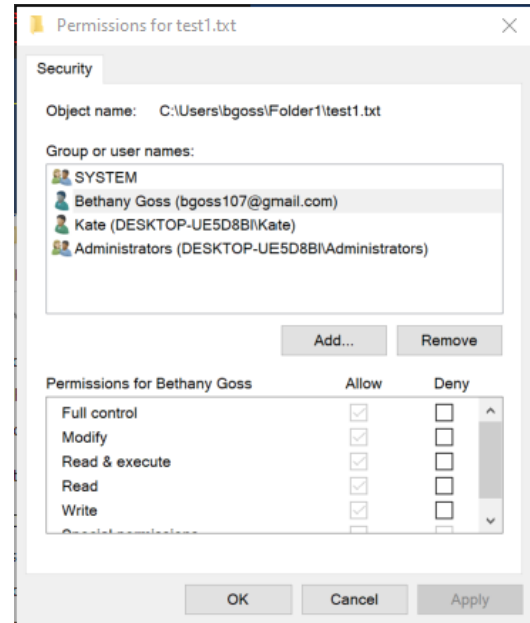 Permissions for test1.txt
Security
Object name: C:\Users\bgoss\Folder1\test1.txt
Group or user names:
SYSTEM
Bethany Goss (bgoss107@gmail.com)
Kate (DESKTOP-UE5D8BI\Kate)
Administrators (DESKTOP-UE5D8BI\Administrators)
Add... Remove
Permissions for Bethany Goss Allow Deny
Full control
Modify
Read & execute
Read
Write
Special permissions
OK Cancel Apply